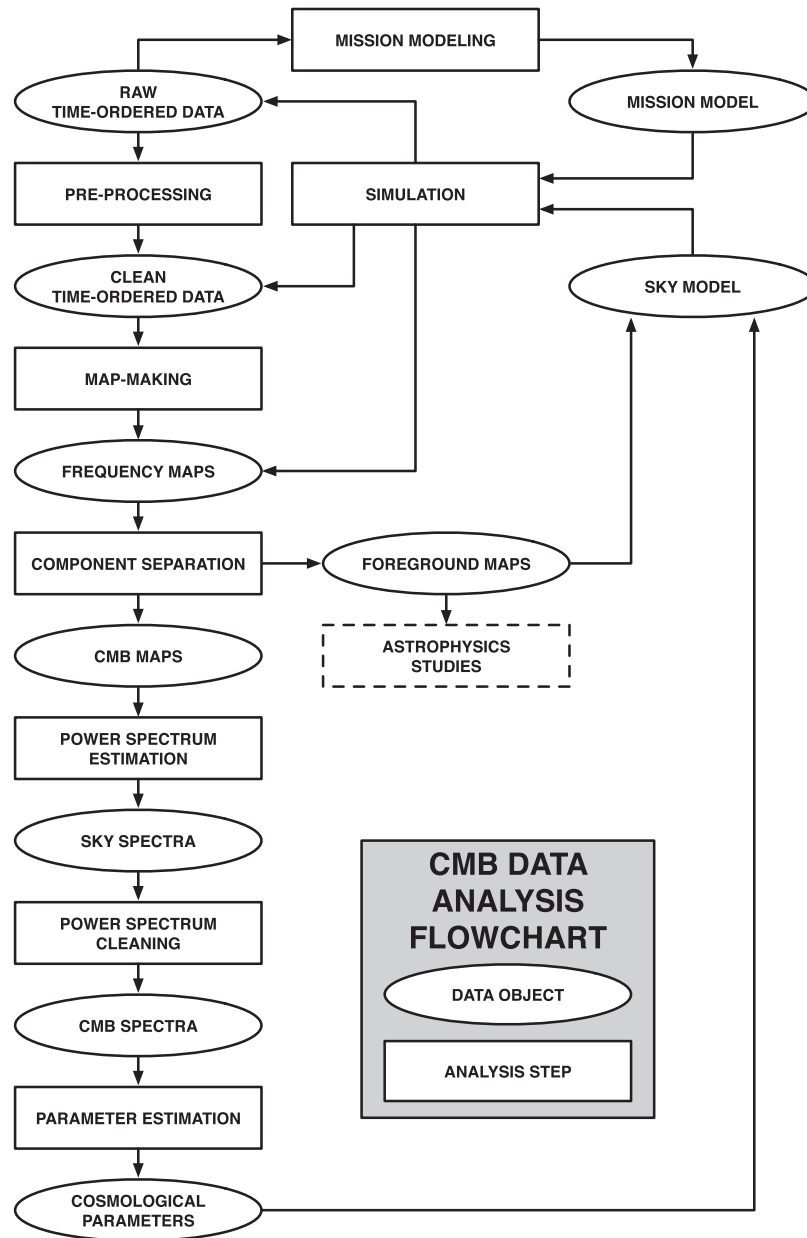 MISSION MODELING
RAW
TIME-ORDERED DATA
MISSION MODEL
PRE-PROCESSING
SIMULATION
CLEAN
TIME-ORDERED DATA
SKY MODEL
MAP-MAKING
FREQUENCY MAPS
COMPONENT SEPARATION
FOREGROUND MAPS
CMB MAPS
ASTROPHYSICS
STUDIES
POWER SPECTRUM
ESTIMATION
SKY SPECTRA
POWER SPECTRUM
CLEANING
CMB SPECTRA
PARAMETER ESTIMATION
COSMOLOGICAL
PARAMETERS
CMB DATA
ANALYSIS
FLOWCHART
DATA OBJECT
ANALYSIS STEP